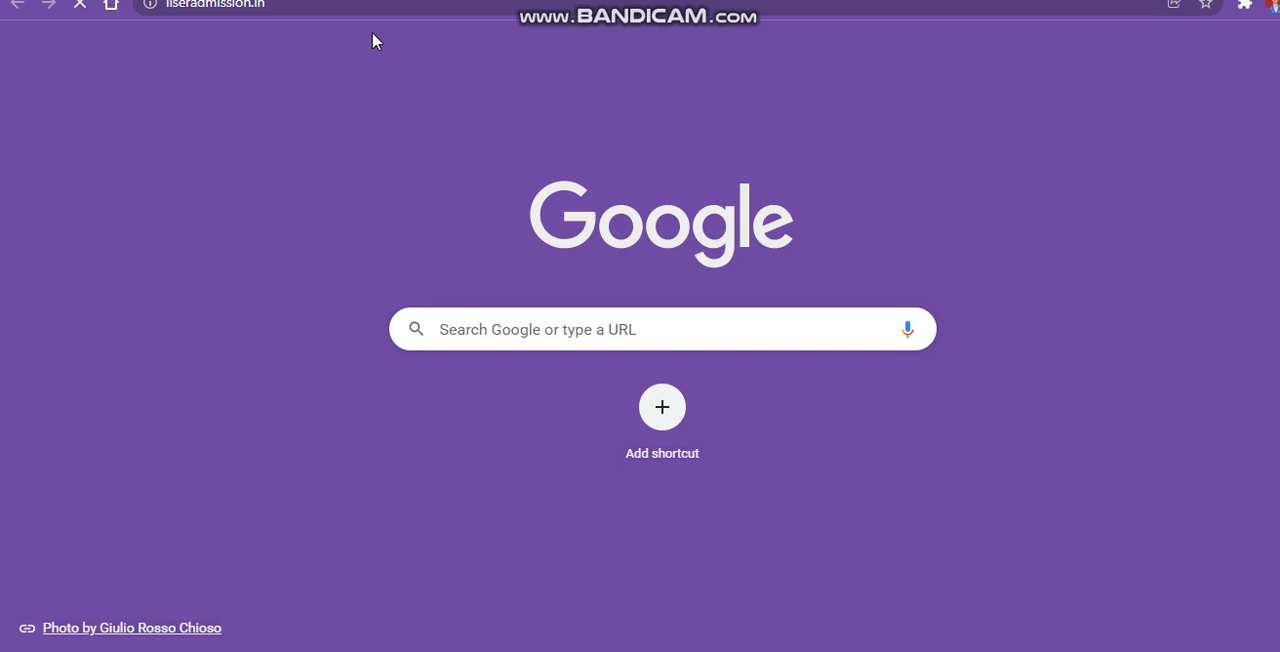 iiseradmission.in
www.BANDICAM.com
Google
Search Google or type a URL
Add shortcut
Photo by Giulio Rosso Chioso